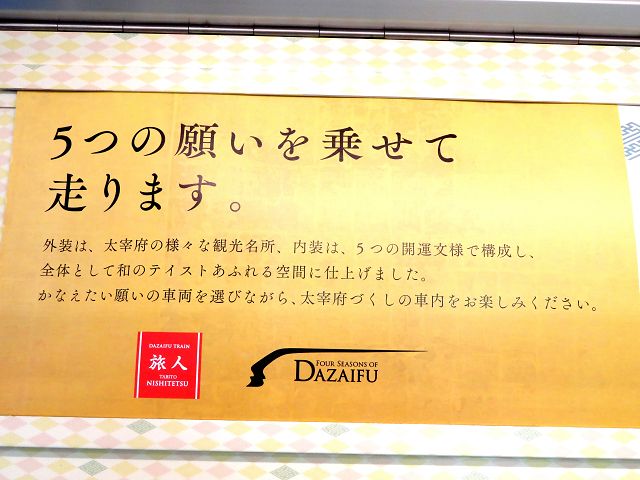 5つの願いを乗せて
走ります。
外装は、太宰府の様々な観光名所、内装は、5つの開運文様で構成し、
全体として和のテイストあふれる空間に仕上げました。
かなえたい願いの車両を選びながら、太宰府づくしの車内をお楽しみください。
DAZAIFU TRAIN
旅人
TABITO
NISHITETSU
FOUR SEASONS OF
DAZAIFU